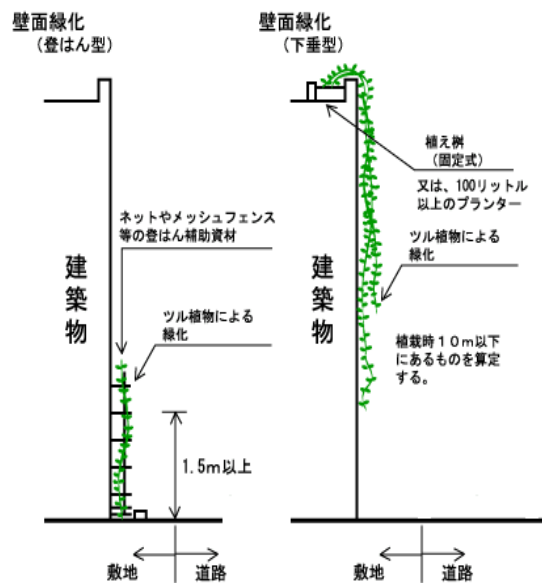 壁面緑化
（登はん型）
ネットやメッシュフェンス
等の登はん補助資材
建築物
ツル植物による
緑化
1.5m以上
敷地
道路
壁面緑化
（下垂型）
植え桝
（固定式）
又は、100リットル
以上のプランター
建築物
ツル植物による
緑化
植栽時１０m以下
にあるものを算定
する。
敷地
道路